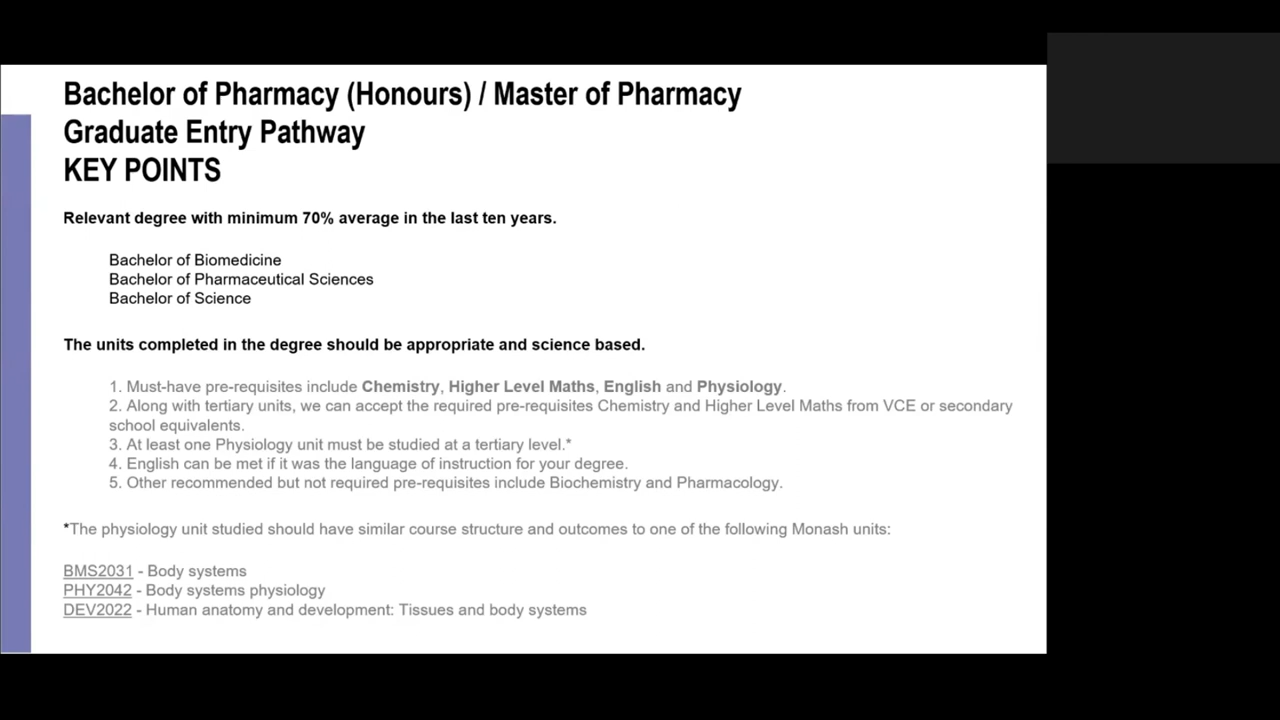 Bachelor of Pharmacy (Honours) / Master of Pharmacy
Graduate Entry Pathway
KEY POINTS
Relevant degree with minimum 70% average in the last ten years.
Bachelor of Biomedicine
Bachelor of Pharmaceutical Sciences
Bachelor of Science
The units completed in the degree should be appropriate and science based.
1. Must-have pre-requisites include Chemistry, Higher Level Maths, English and Physiology.
2. Along with tertiary units, we can accept the required pre-requisites Chemistry and Higher Level Maths from VCE or secondary
school equivalents.
3. At least one Physiology unit must be studied at a tertiary level.*
4. English can be met if it was the language of instruction for your degree.
5. Other recommended but not required pre-requisites include Biochemistry and Pharmacology.
*The physiology unit studied should have similar course structure and outcomes to one of the following Monash units:
BMS2031 - Body systems
PHY2042 - Body systems physiology
DEV2022 - Human anatomy and development: Tissues and body systems